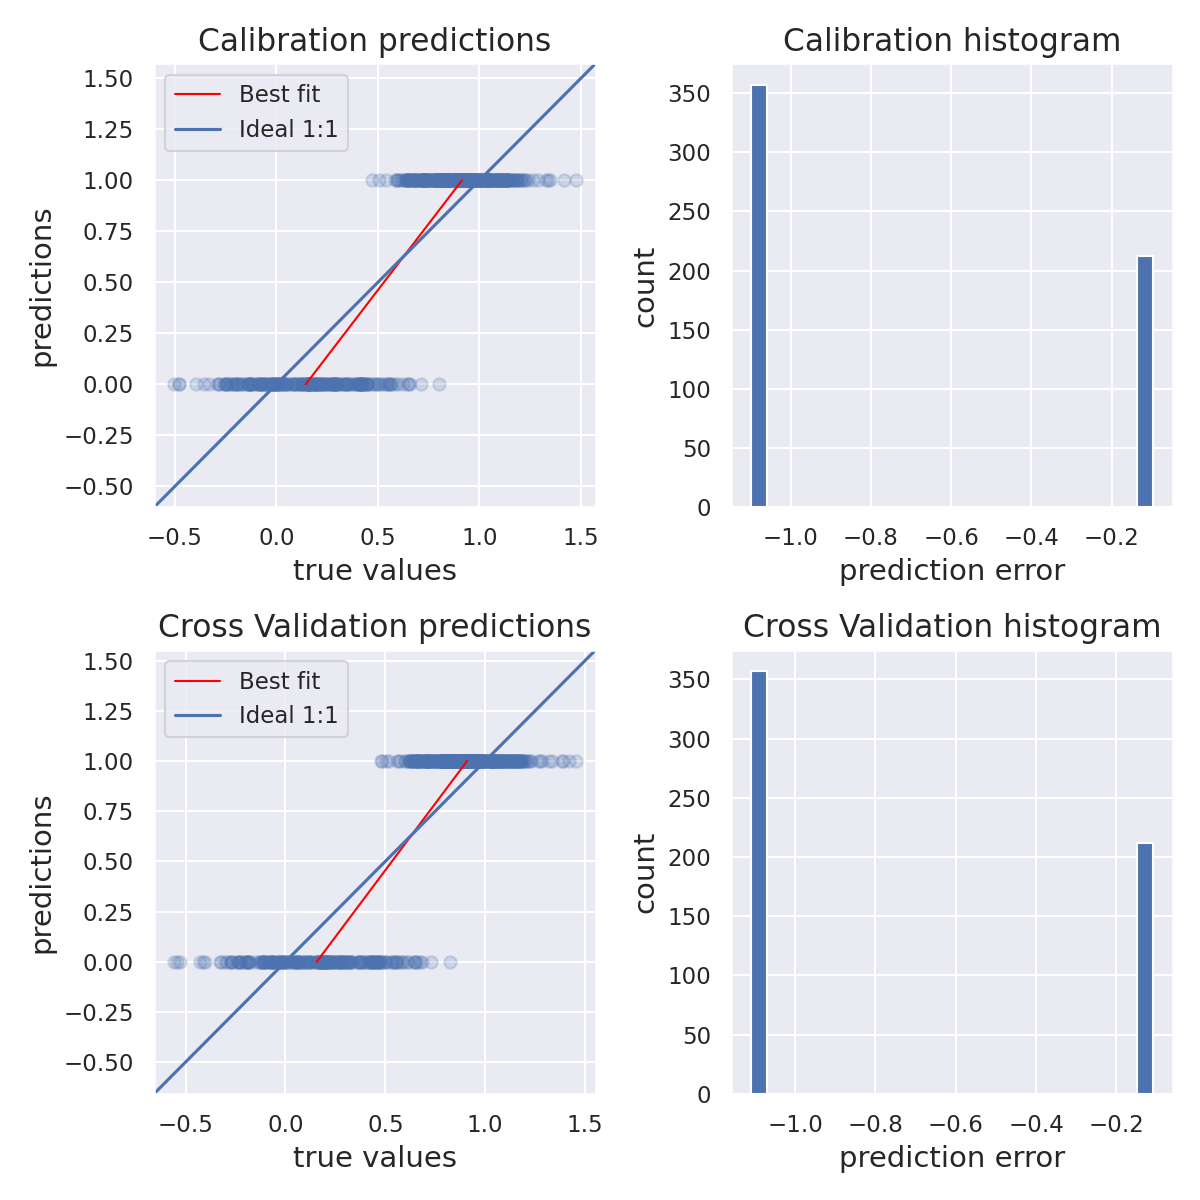 Calibration predictions
1.50
1.25
1.00
0.75
0.50
0.25
0.00
−0.25
−0.50
predictions
Best fit
Ideal 1:1
−0.5 0.0 0.5 1.0 1.5
true values
Calibration histogram
350
300
250
200
150
100
50
0
count
−1.0 −0.8 −0.6 −0.4 −0.2
prediction error
Cross Validation predictions
1.50
1.25
1.00
0.75
0.50
0.25
0.00
−0.25
−0.50
predictions
Best fit
Ideal 1:1
−0.5 0.0 0.5 1.0 1.5
true values
Cross Validation histogram
350
300
250
200
150
100
50
0
count
−1.0 −0.8 −0.6 −0.4 −0.2
prediction error